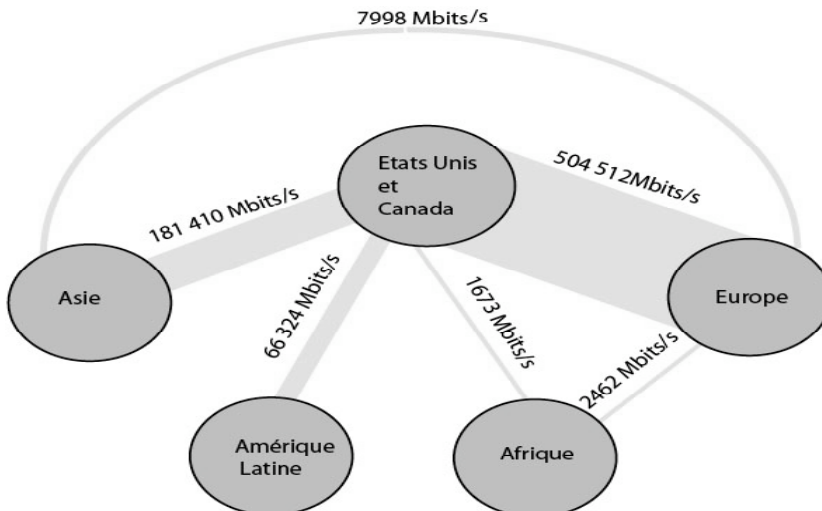 7998 Mbits/s
Etats Unis
et
Canada
504 512Mbits/s
181 410 Mbits/s
Asie
66 324 Mbits/s
1673 Mbits/s
Europe
2462 Mbits/s
Amérique
Latine
Afrique